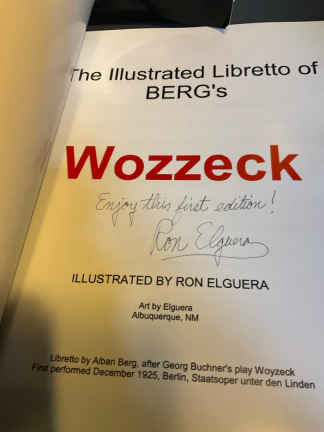 The Illustrated Libretto of
BERG's
Wozzeck
Enjoy this first edition!
Ron Elguera
ILLUSTRATED BY RON ELGUERA
Art by Elguera
Albuquerque, NM
Libretto by Alban Berg, after Georg Buchner's play Woyzeck
First performed December 1925, Berlin, Staatsoper unter den Linden